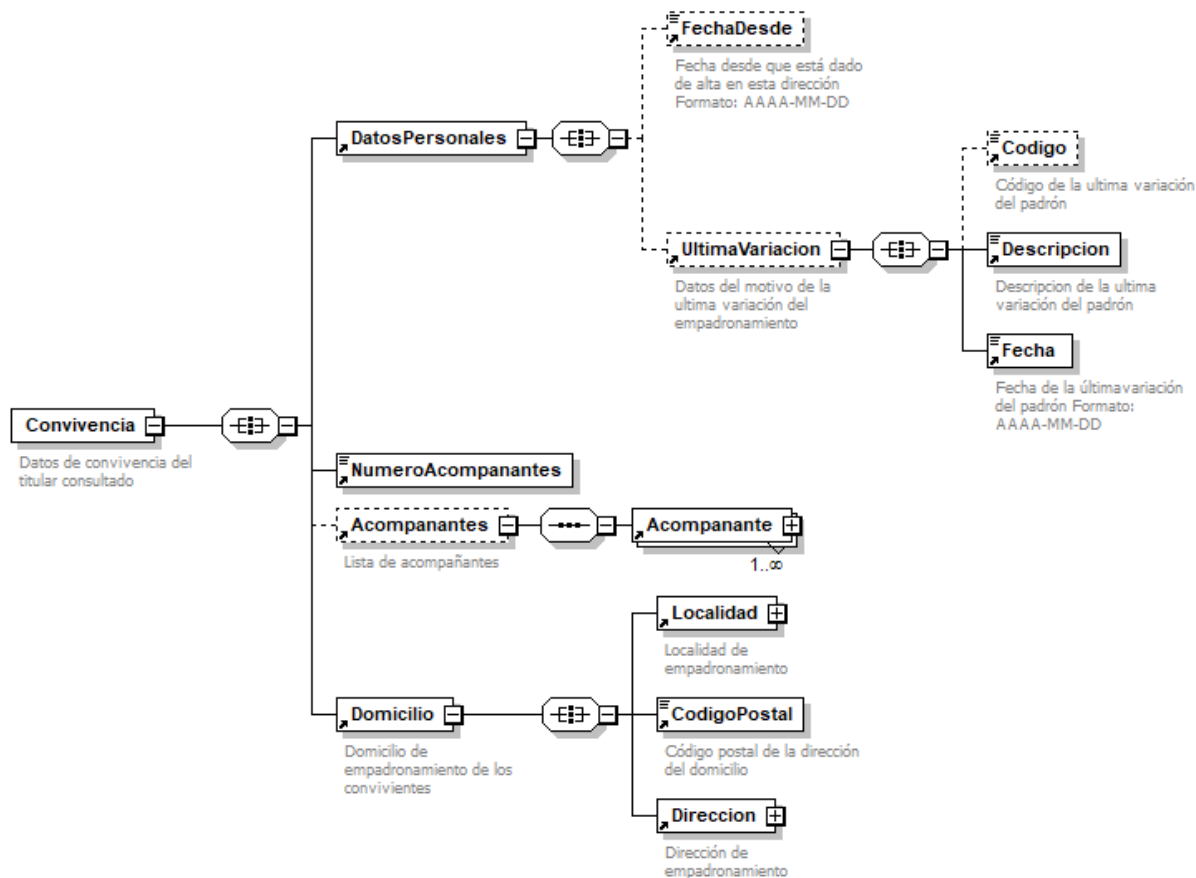 FechaDesde
Fecha desde que está dado
de alta en esta dirección
Formato: AAAA-MM-DD
DatosPersonales
Codigo
Código de la ultima variación
del padrón
UltimaVariacion
Datos del motivo de la
ultima variación del
empadronamiento
Descripcion
Descripcion de la ultima
variación del padrón
Fecha
Fecha de la últimavariación
del padrón Formato:
AAAA-MM-DD
Convivencia
Datos de convivencia del
titular consultado
NumeroAcompanantes
Acompanantes
Lista de acompañantes
Acompanante
1..∞
Localidad
Localidad de
empadronamiento
Domicilio
Domicilio de
empadronamiento de los
convivientes
CodigoPostal
Código postal de la dirección
del domicilio
Direccion
Dirección de
empadronamiento